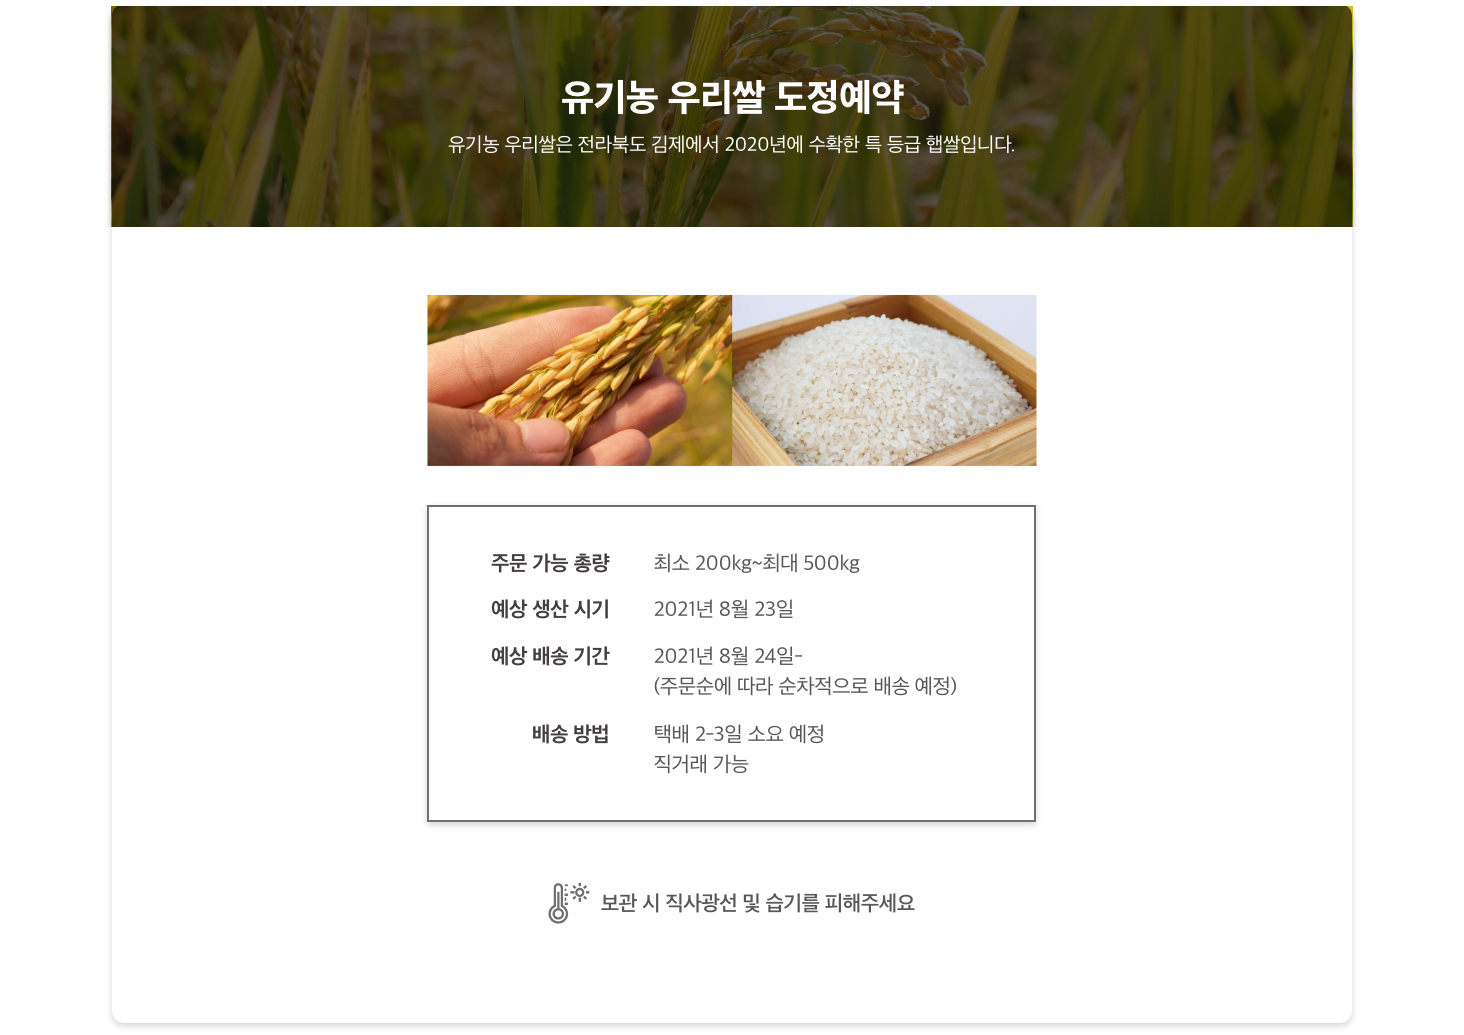 유기농 우리쌀 도정예약
유기농 우리쌀은 전라북도 김제에서 2020년에 수확한 특 등급 햅쌀입니다.
주문 가능 총량 최소 200kg~최대 500kg
예상 생산 시기 2021년 8월 23일
예상 배송 기간 2021년 8월 24일-
(주문순에 따라 순차적으로 배송 예정)
배송 방법 택배 2-3일 소요 예정
직거래 가능
보관 시 직사광선 및 습기를 피해주세요